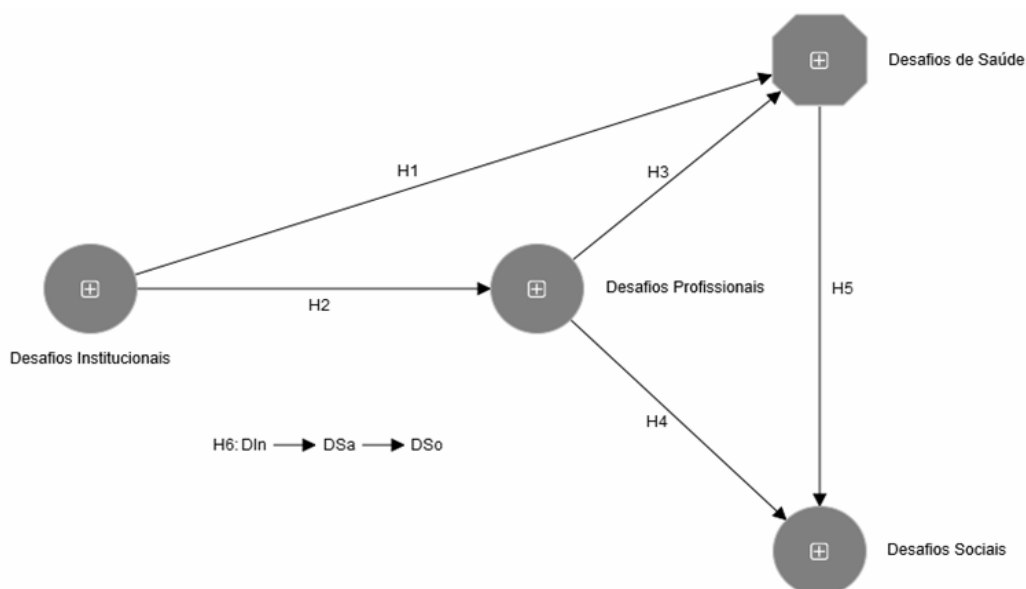 Desafios de Saúde
H1
H3
Desafios Profissionais
H2
H5
Desafios Institucionais
H4
H6: DIn DSa DSo
Desafios Sociais